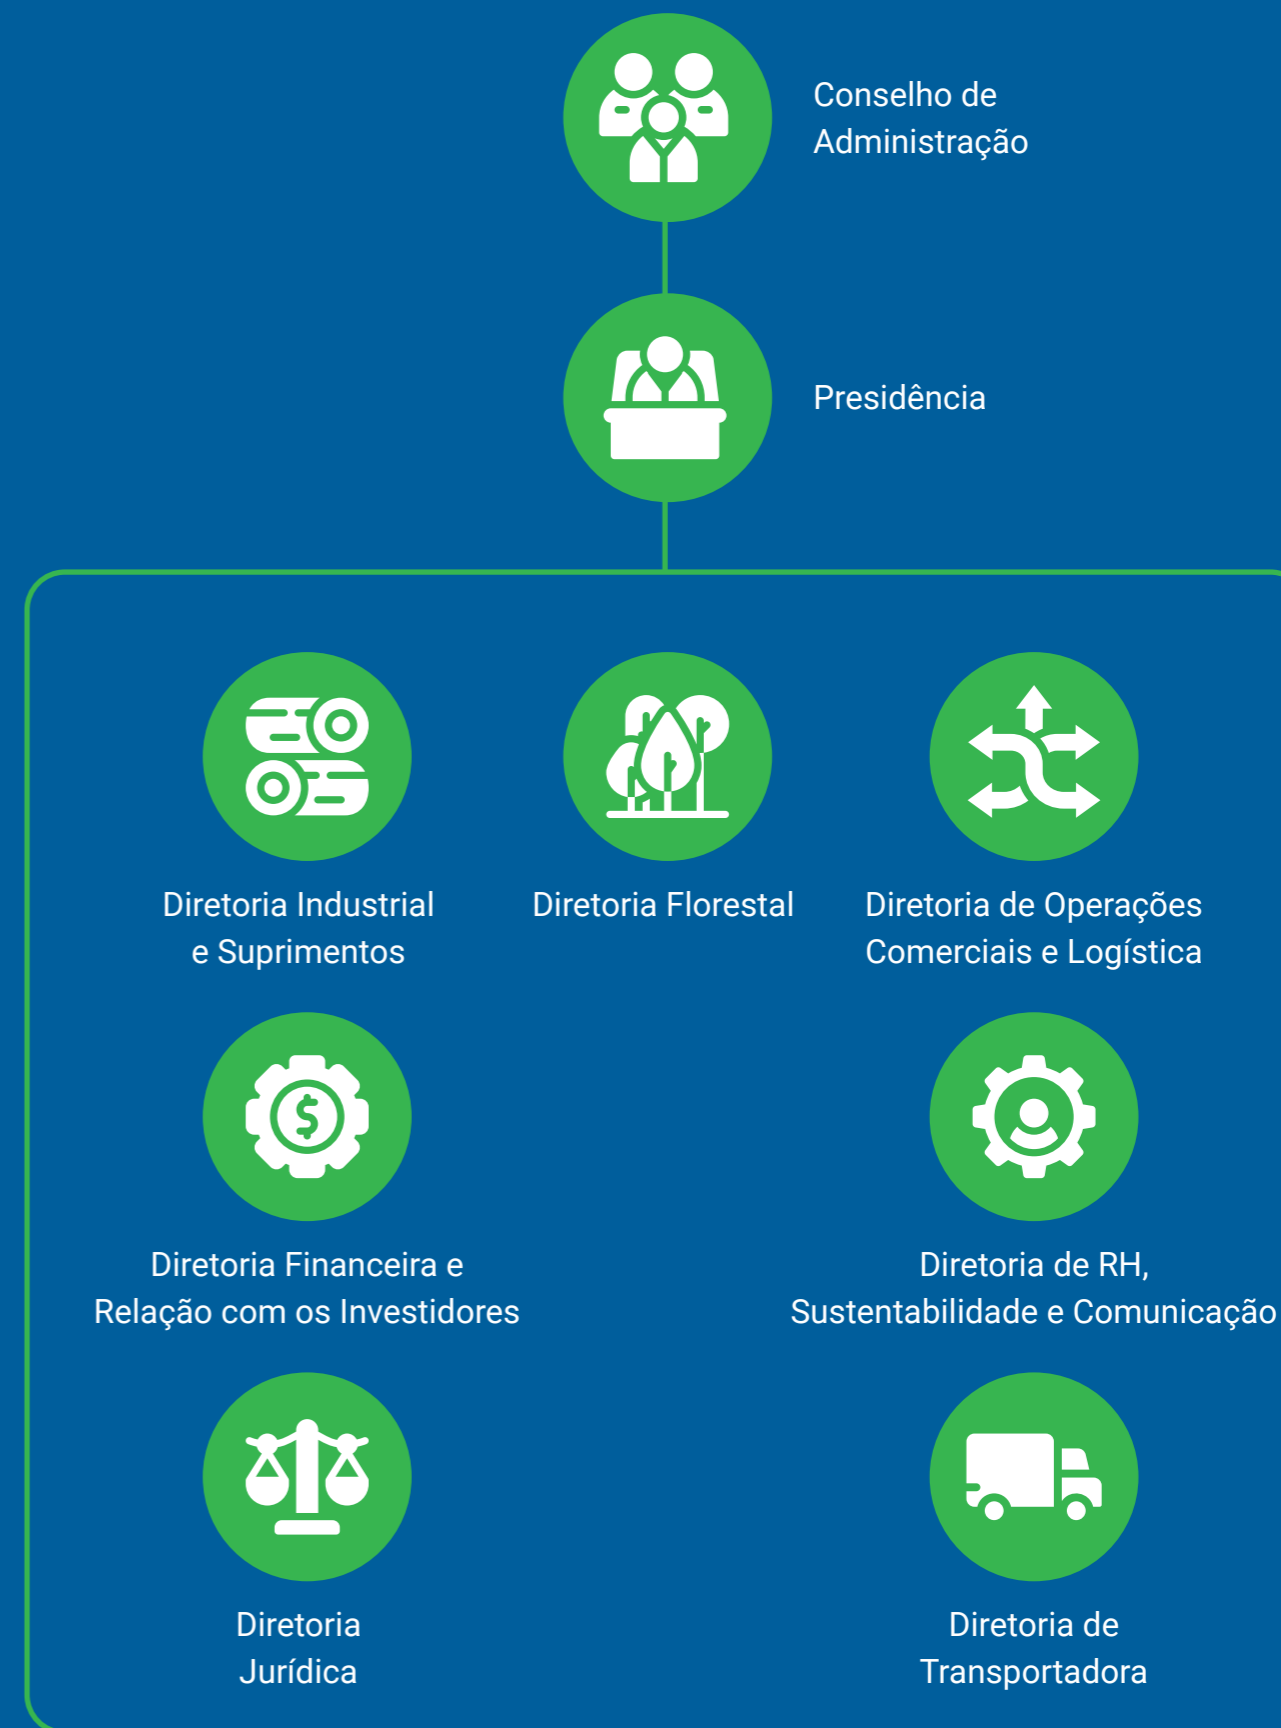 Conselho de
Administração
Presidência
Diretoria Industrial
e Suprimentos
Diretoria Florestal
Diretoria de Operações
Comerciais e Logística
Diretoria Financeira e
Relação com os Investidores
Diretoria de RH,
Sustentabilidade e Comunicação
Diretoria
Jurídica
Diretoria de
Transportadora